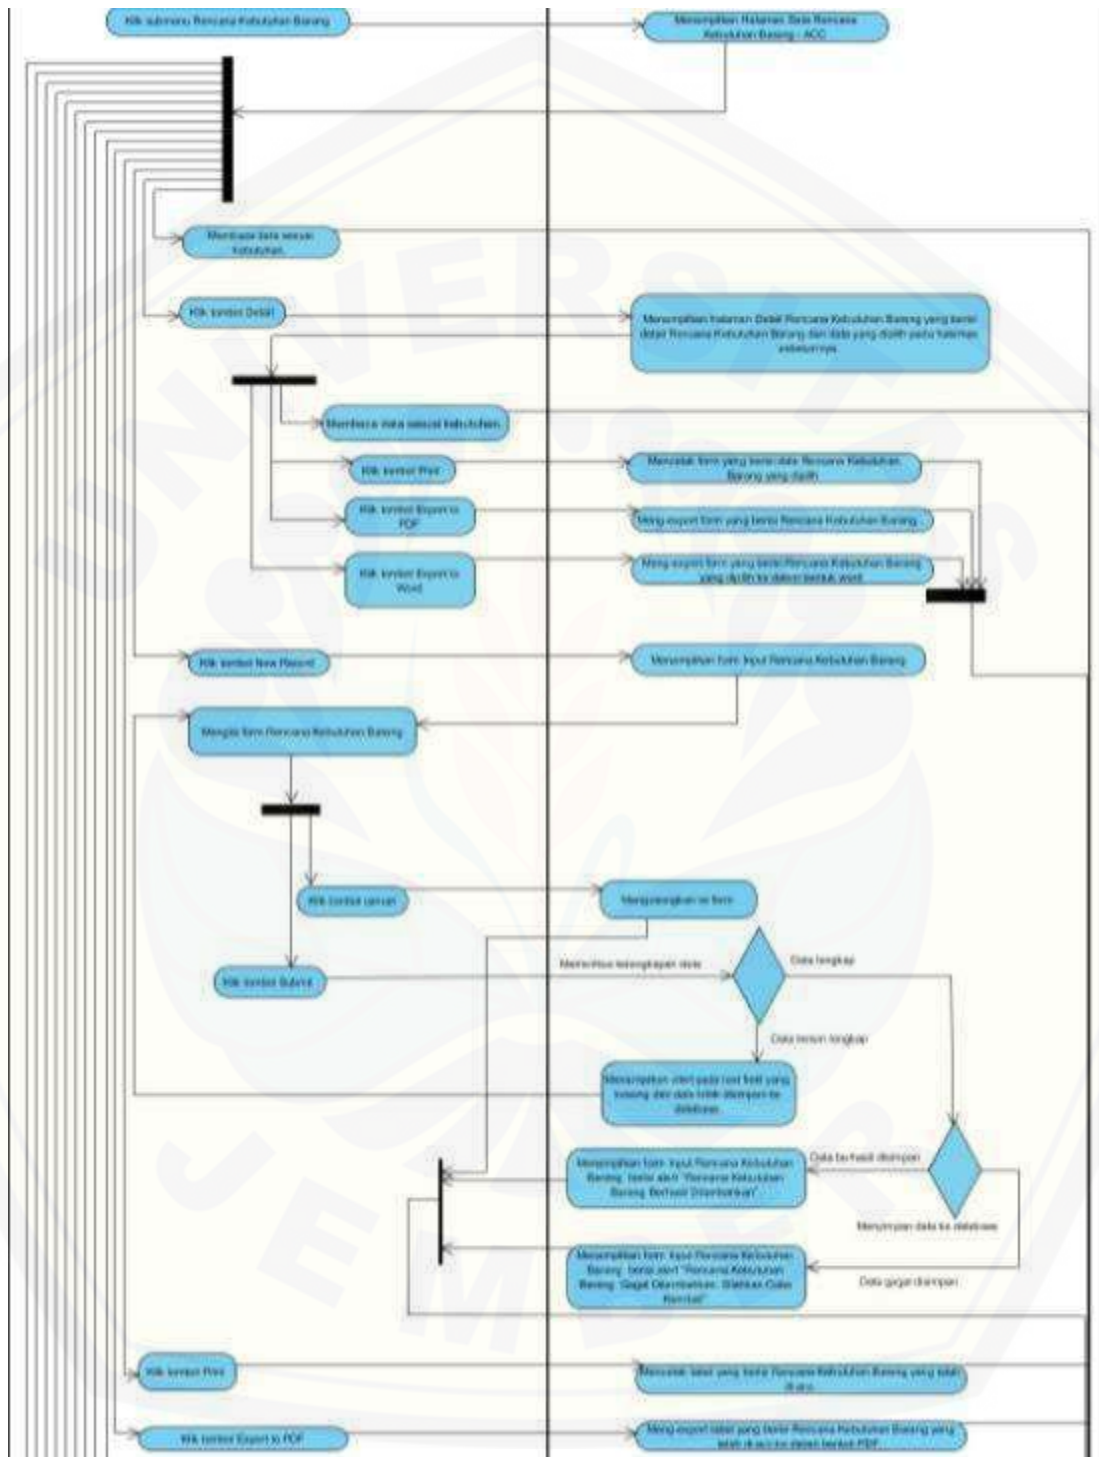 Klik submenu Rencana Kebutuhan Barang
Menampilkan Halaman Data Rencana
Kebutuhan Barang - ACC
Membaca data sesuai
kebutuhan.
Klik tombol Detail
Menampilkan halaman Detail Rencana Kebutuhan Barang yang berisi
detail Rencana Kebutuhan Barang dari data yang dipilih pada halaman
sebelumnya.
Membaca data sesuai kebutuhan.
Klik tombol Print
Mencetak form yang berisi data Rencana Kebutuhan
Barang yang dipilih
Klik tombol Export to
PDF
Meng-export form yang berisi Rencana Kebutuhan Barang
Klik tombol Export to
Word
Meng-export form yang berisi Rencana Kebutuhan Barang
yang dipilih ke dalam bentuk word
Klik tombol New Record
Menampilkan form Input Rencana Kebutuhan Barang
Mengisi form Rencana Kebutuhan Barang
Klik tombol cancel
Mengosongkan isi form
Klik tombol Submit
Memeriksa kelengkapan data
Data lengkap
Data belum lengkap
Menampilkan alert pada text field yang
kosong dan data tidak disimpan ke
database.
Data berhasil disimpan
Menampilkan form Input Rencana Kebutuhan
Barang berisi alert "Rencana Kebutuhan
Barang Berhasil Ditambahkan"
Menyimpan data ke database
Menampilkan form Input Rencana Kebutuhan
Barang berisi alert "Rencana Kebutuhan
Barang Gagal Ditambahkan. Silahkan Coba
Kembali"
Data gagal disimpan
Klik tombol Print
Mencetak tabel yang berisi Rencana Kebutuhan Barang yang telah
di acc
Klik tombol Export to PDF
Meng-export tabel yang berisi Rencana Kebutuhan Barang yang
telah di acc ke dalam bentuk PDF
UNIVERSITAS
JEMBER